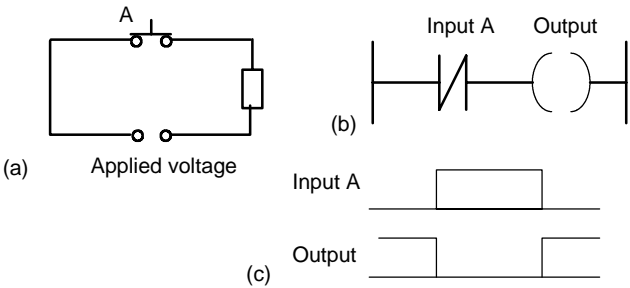 A
(a)
Applied voltage
Input A Output
(b)
Input A
Output
(c)